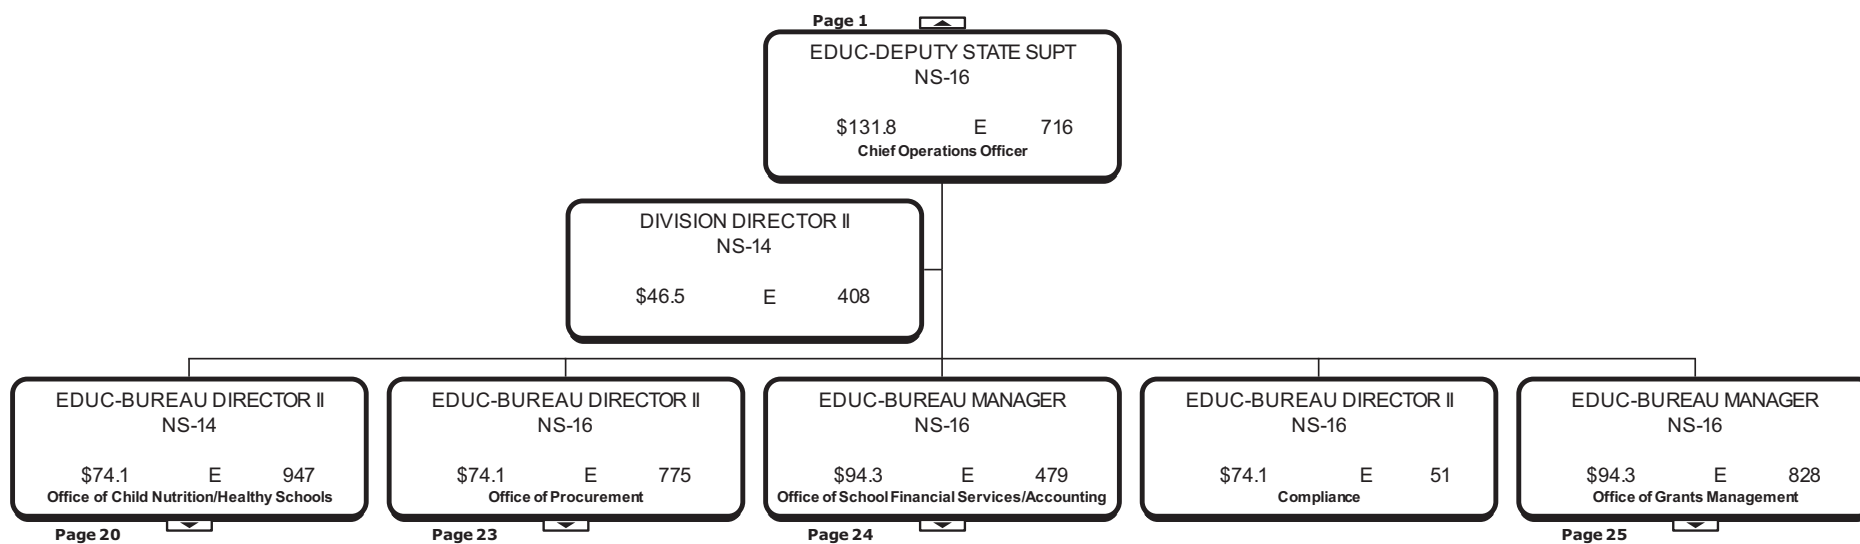 Page 1
EDUC-DEPUTY STATE SUPT
NS-16
$131.8 E 716
Chief Operations Officer
DIVISION DIRECTOR II
NS-14
$46.5 E 408
EDUC-BUREAU DIRECTOR II
NS-14
$74.1 E 947
Office of Child Nutrition/Healthy Schools
Page 20
EDUC-BUREAU DIRECTOR II
NS-16
$74.1 E 775
Office of Procurement
Page 23
EDUC-BUREAU MANAGER
NS-16
$94.3 E 479
Office of School Financial Services/Accounting
Page 24
EDUC-BUREAU DIRECTOR II
NS-16
$74.1 E 51
Compliance
EDUC-BUREAU MANAGER
NS-16
$94.3 E 828
Office of Grants Management
Page 25